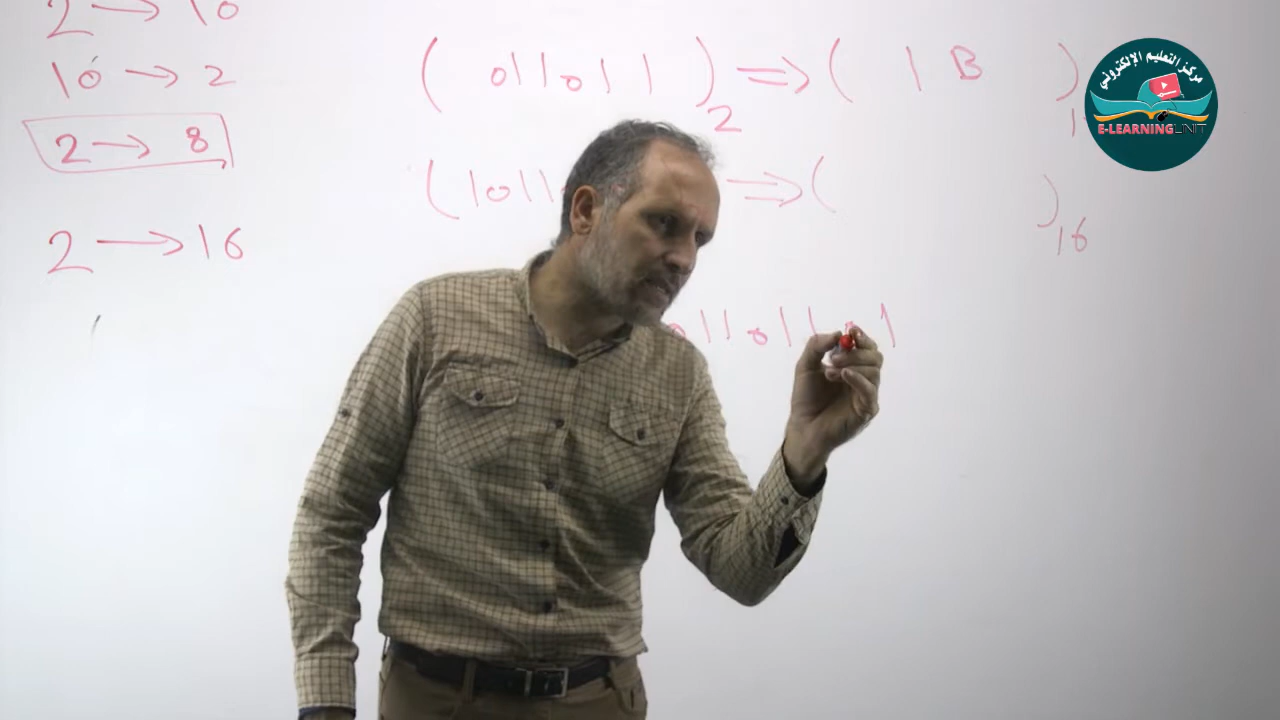 2 → 10
10 → 2
2 → 8
2 → 16
( 011011 )2 ⇒ ( 1B )
(1011 ⇒ ( )16
011011 1
مركز التعليم الإلكتروني
E-LEARNING UNIT